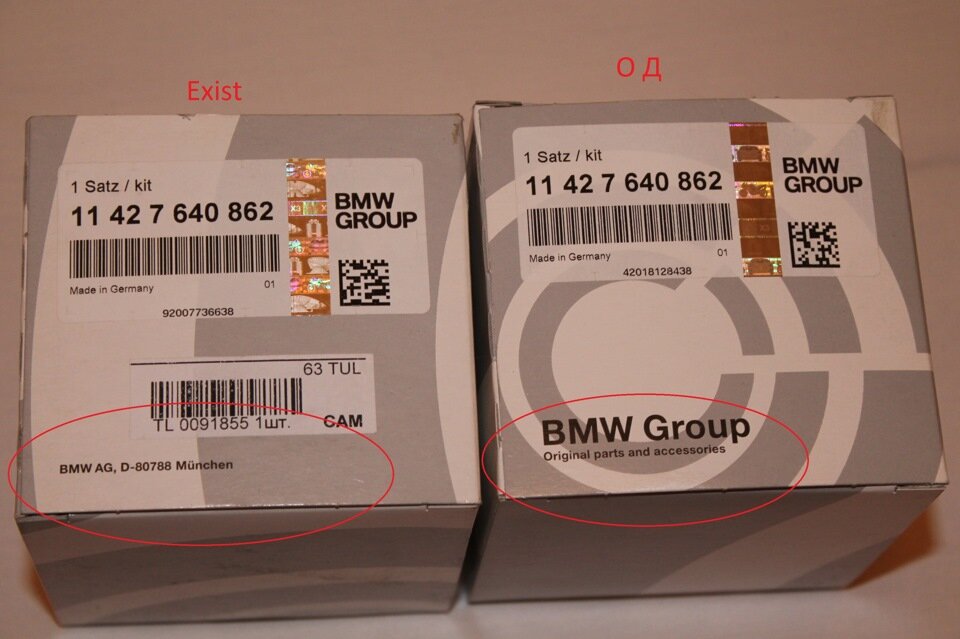 Exist
О Д
1 Satz / kit
11 42 7 640 862
BMW
GROUP
Made in Germany
01
92007736638
63 TUL
TL 0091855 1шт.
CAM
BMW AG, D-80788 München
1 Satz / kit
11 42 7 640 862
BMW
GROUP
Made in Germany
01
42018128438
BMW Group
Original parts and accessories